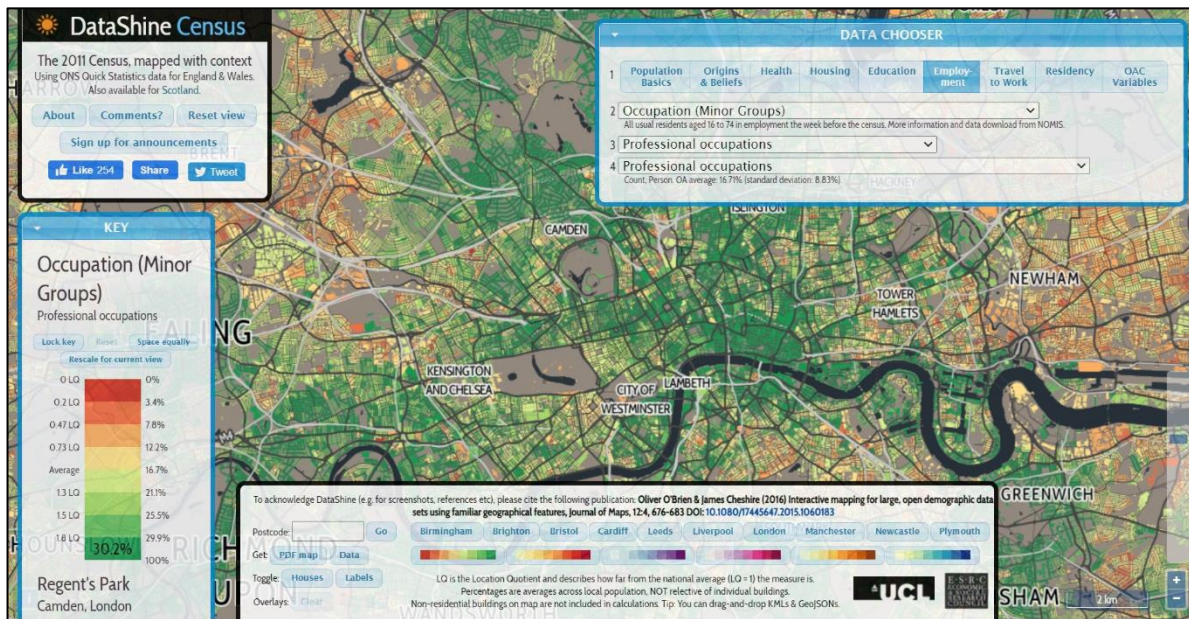 DataShine Census
The 2011 Census, mapped with context
Using ONS Quick Statistics data for England & Wales.
Also available for Scotland.
About Comments? Reset view
Sign up for announcements
Like 254 Share Tweet
DATA CHOOSER
1 Population Basics Origins & Beliefs Health Housing Education Employ-ment Travel to Work Residency OAC Variables
2 Occupation (Minor Groups)
All usual residents aged 16 to 74 in employment the week before the census. More information and data download from NOMIS.
3 Professional occupations
4 Professional occupations
Count, Person. OA average: 16.71% (standard deviation: 8.83%)
HACKNEY
ISLINGTON
BRENT
CAMDEN
NEWHAM
TOWER
HAMLETS
KENSINGTON
AND CHELSEA
CITY OF
WESTMINSTER
LAMBETH
GREENWICH
EALING
KEY
Occupation (Minor
Groups)
Professional occupations
Lock key Reset Space equally
Rescale for current view
0 LQ 0%
0.2 LQ 3.4%
0.47 LQ 7.8%
0.73 LQ 12.2%
Average 16.7%
1.3 LQ 21.1%
1.5 LQ 25.5%
1.8 LQ 29.9%
30.2%
100%
Regent's Park
Camden, London
To acknowledge DataShine (e.g. for screenshots, references etc), please cite the following publication: Oliver O'Brien & James Cheshire (2016) Interactive mapping for large, open demographic data
sets using familiar geographical features, Journal of Maps, 12:4, 676-683 DOI: 10.1080/17445647.2015.1060183
Postcode: Go
Birmingham Brighton Bristol Cardiff Leeds Liverpool London Manchester Newcastle Plymouth
Get: PDF map Data
Toggle: Houses Labels
Overlays: Clear
LQ is the Location Quotient and describes how far from the national average (LQ = 1) the measure is.
Percentages are averages across local population, NOT relective of individual buildings.
Non-residential buildings on map are not included in calculations. Tip: You can drag-and-drop KMLs & GeoJSONs.
UCL
E·S·R·C
ECONOMIC
& SOCIAL
RESEARCH
COUNCIL
WANDSWORTH
SHAM
2 km
+
−